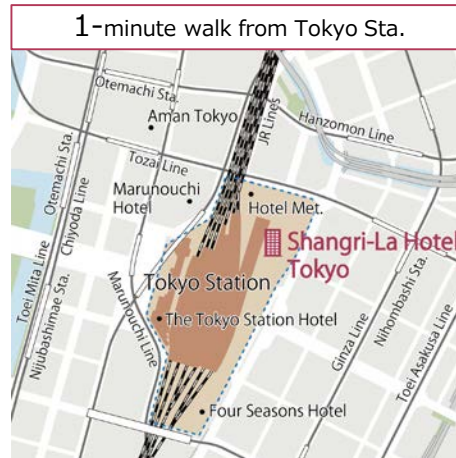 1-minute walk from Tokyo Sta.
Otemachi Sta.
Aman Tokyo
JR Lines
Hanzomon Line
Tozai Line
Otemachi Sta.
Chiyoda Line
Marunouchi
Hotel
Hotel Met.
Shangri-La Hotel
Tokyo
Toei Mita Line
Nijubashimae Sta.
Marunouchi Line
Tokyo Station
The Tokyo Station Hotel
Ginza Line
Nihombashi Sta.
Toei Asakusa Line
Four Seasons Hotel